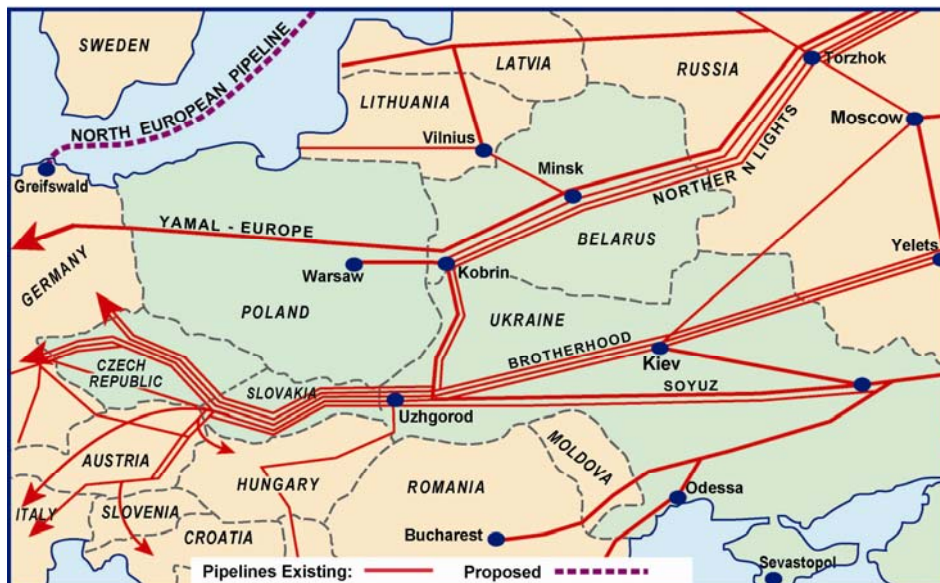 SWEDEN
NORTH EUROPEAN PIPELINE
Greifswald
LATVIA
LITHUANIA
Vilnius
RUSSIA
Torzhok
Moscow
Minsk
NORTHER N LIGHTS
BELARUS
Yelets
YAMAL - EUROPE
Warsaw
Kobrin
GERMANY
POLAND
UKRAINE
BROTHERHOOD
Kiev
SOYUZ
CZECH
REPUBLIC
SLOVAKIA
Uzhgorod
AUSTRIA
HUNGARY
ROMANIA
MOLDOVA
Odessa
ITALY
SLOVENIA
CROATIA
Bucharest
Sevastopol
Pipelines Existing: Proposed